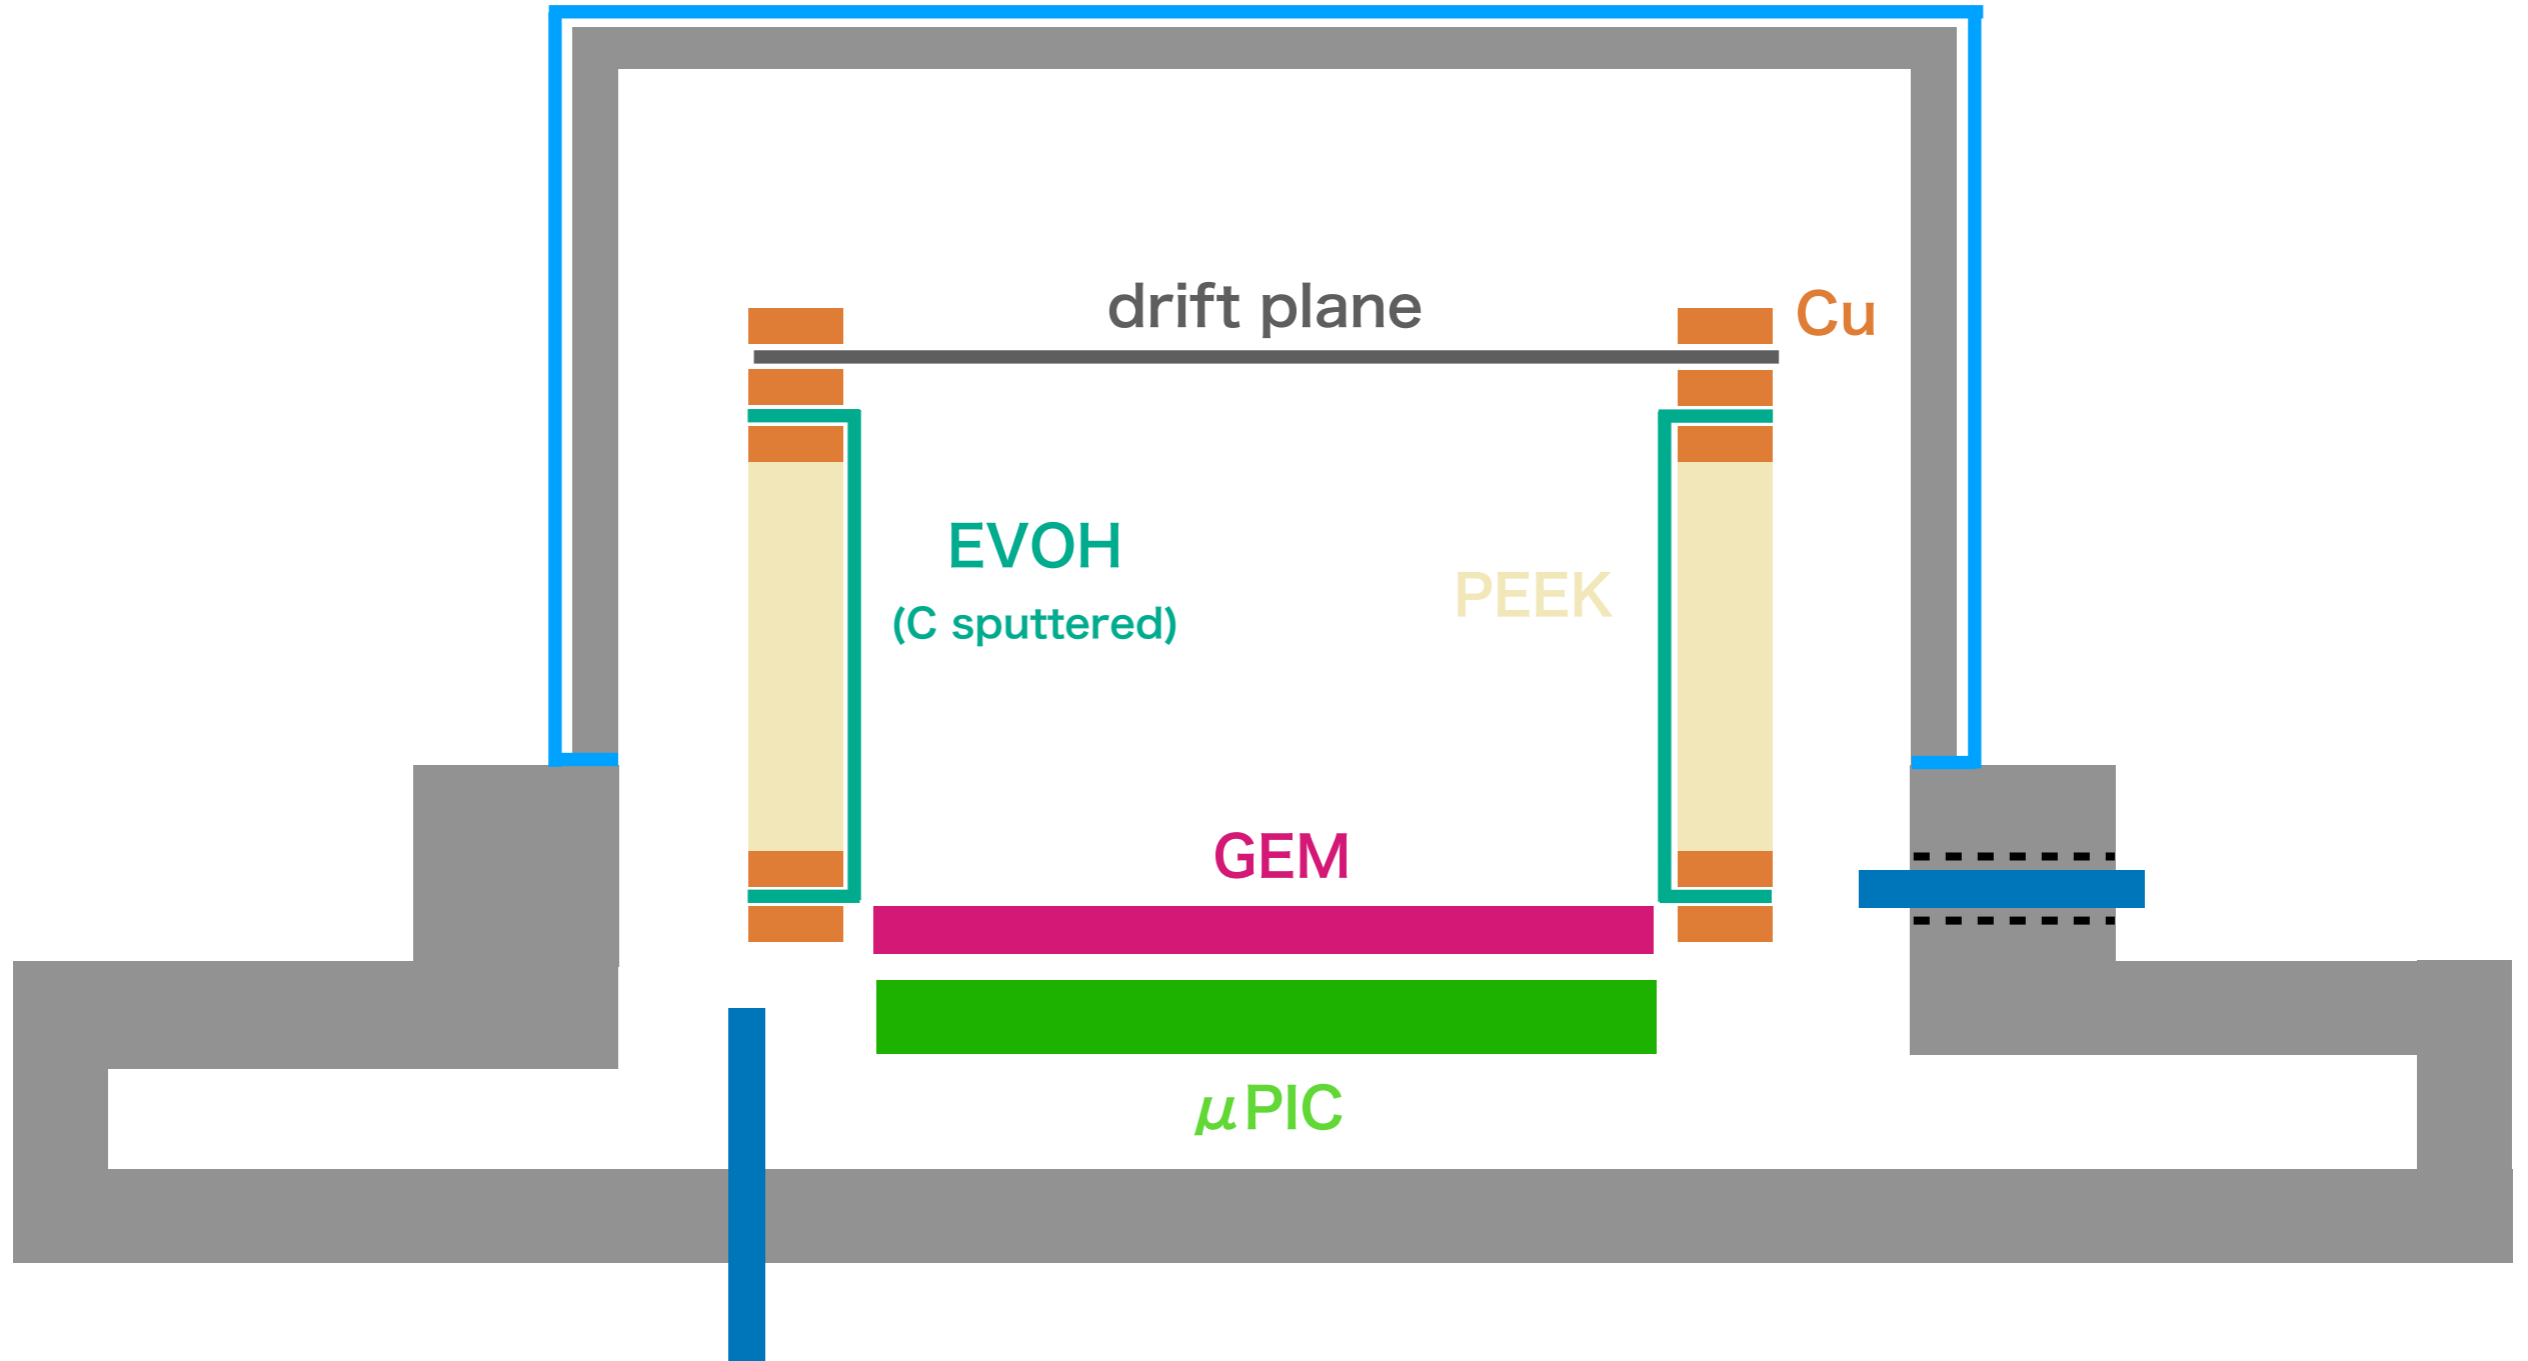 drift plane
Cu
EVOH
(C sputtered)
PEEK
GEM
μPIC